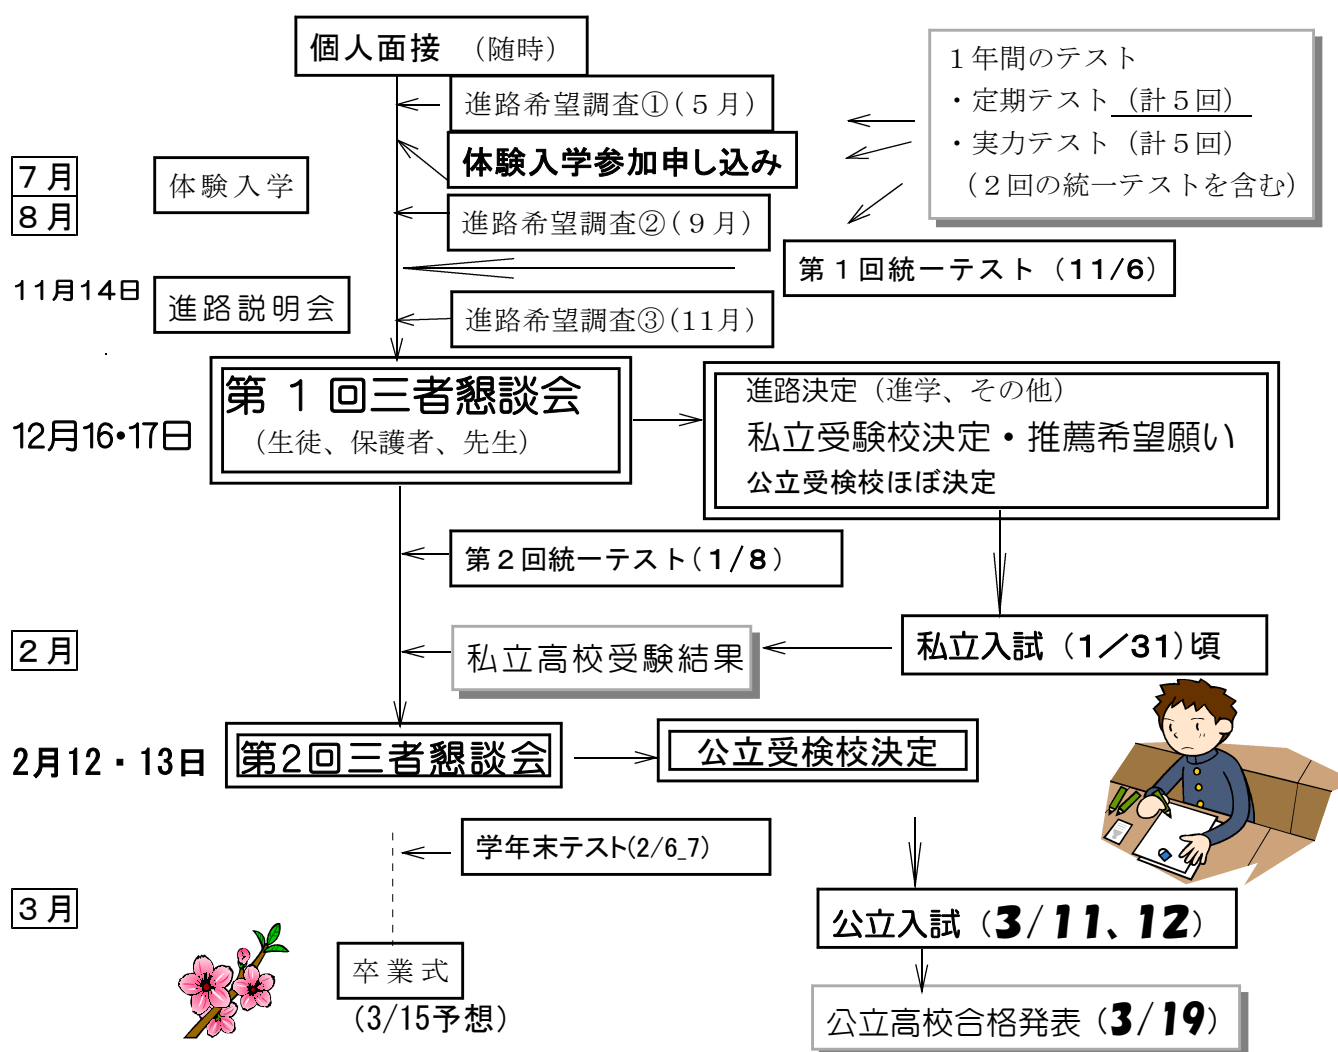 個人面接 （随時）
１年間のテスト
・定期テスト（計５回）
・実力テスト（計５回）
（２回の統一テストを含む）
進路希望調査①(５月)
体験入学参加申し込み
７月
８月
体験入学
進路希望調査②(９月)
第１回統一テスト（11/6）
11月14日
進路説明会
進路希望調査③(11月)
第１回三者懇談会
（生徒、保護者、先生）
12月16・17日
進路決定（進学、その他）
私立受験校決定・推薦希望願い
公立受検校ほぼ決定
第２回統一テスト(１/８)
２月
私立高校受験結果
私立入試（１／31)頃
2月12・13日
第2回三者懇談会
公立受検校決定
学年末テスト(2/6_7)
３月
公立入試（3/11、12）
卒業式
(3/15予想)
公立高校合格発表（3/19）